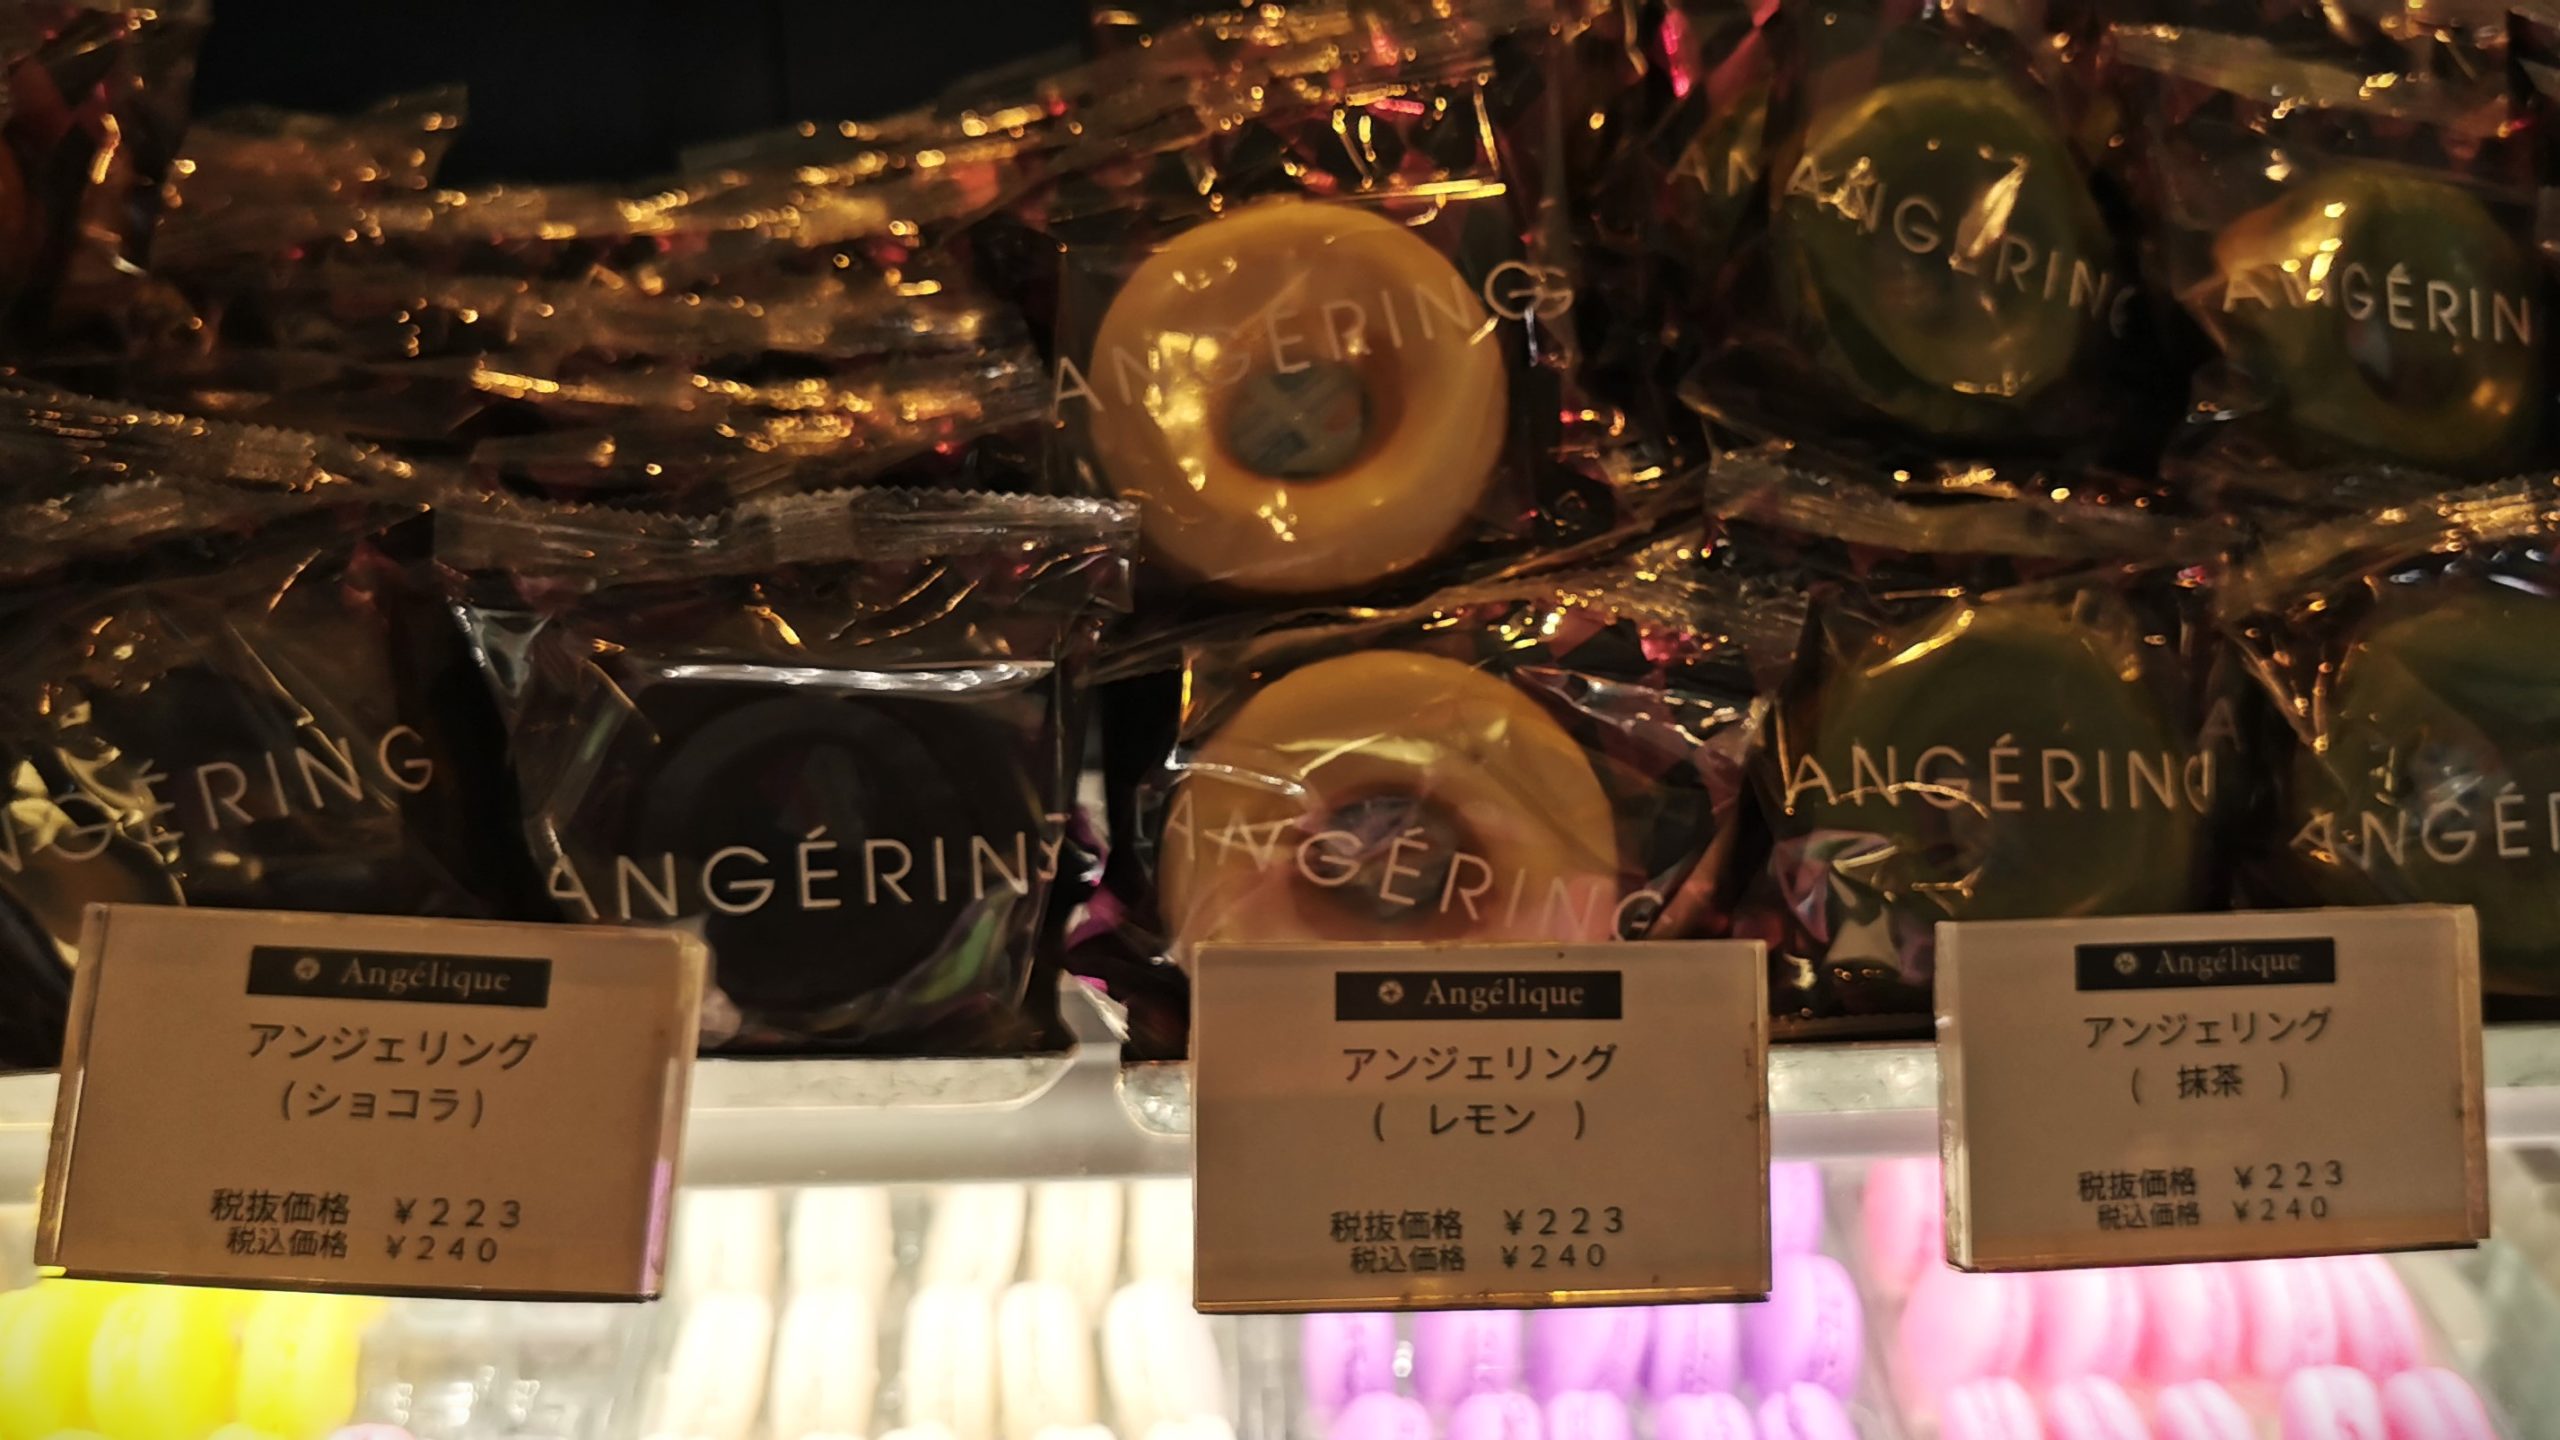 ANGÉRING
ANGÉRING
ANGÉRIN
ANGÉRING
ANGÉRIN
ANGÉRING
ANGÉRING
ANGÉ
Angélique
アンジェリング
(ショコラ)
税抜価格 ￥223
税込価格 ￥240
Angélique
アンジェリング
( レモン )
税抜価格 ￥223
税込価格 ￥240
Angélique
アンジェリング
( 抹茶 )
税抜価格 ￥223
税込価格 ￥240